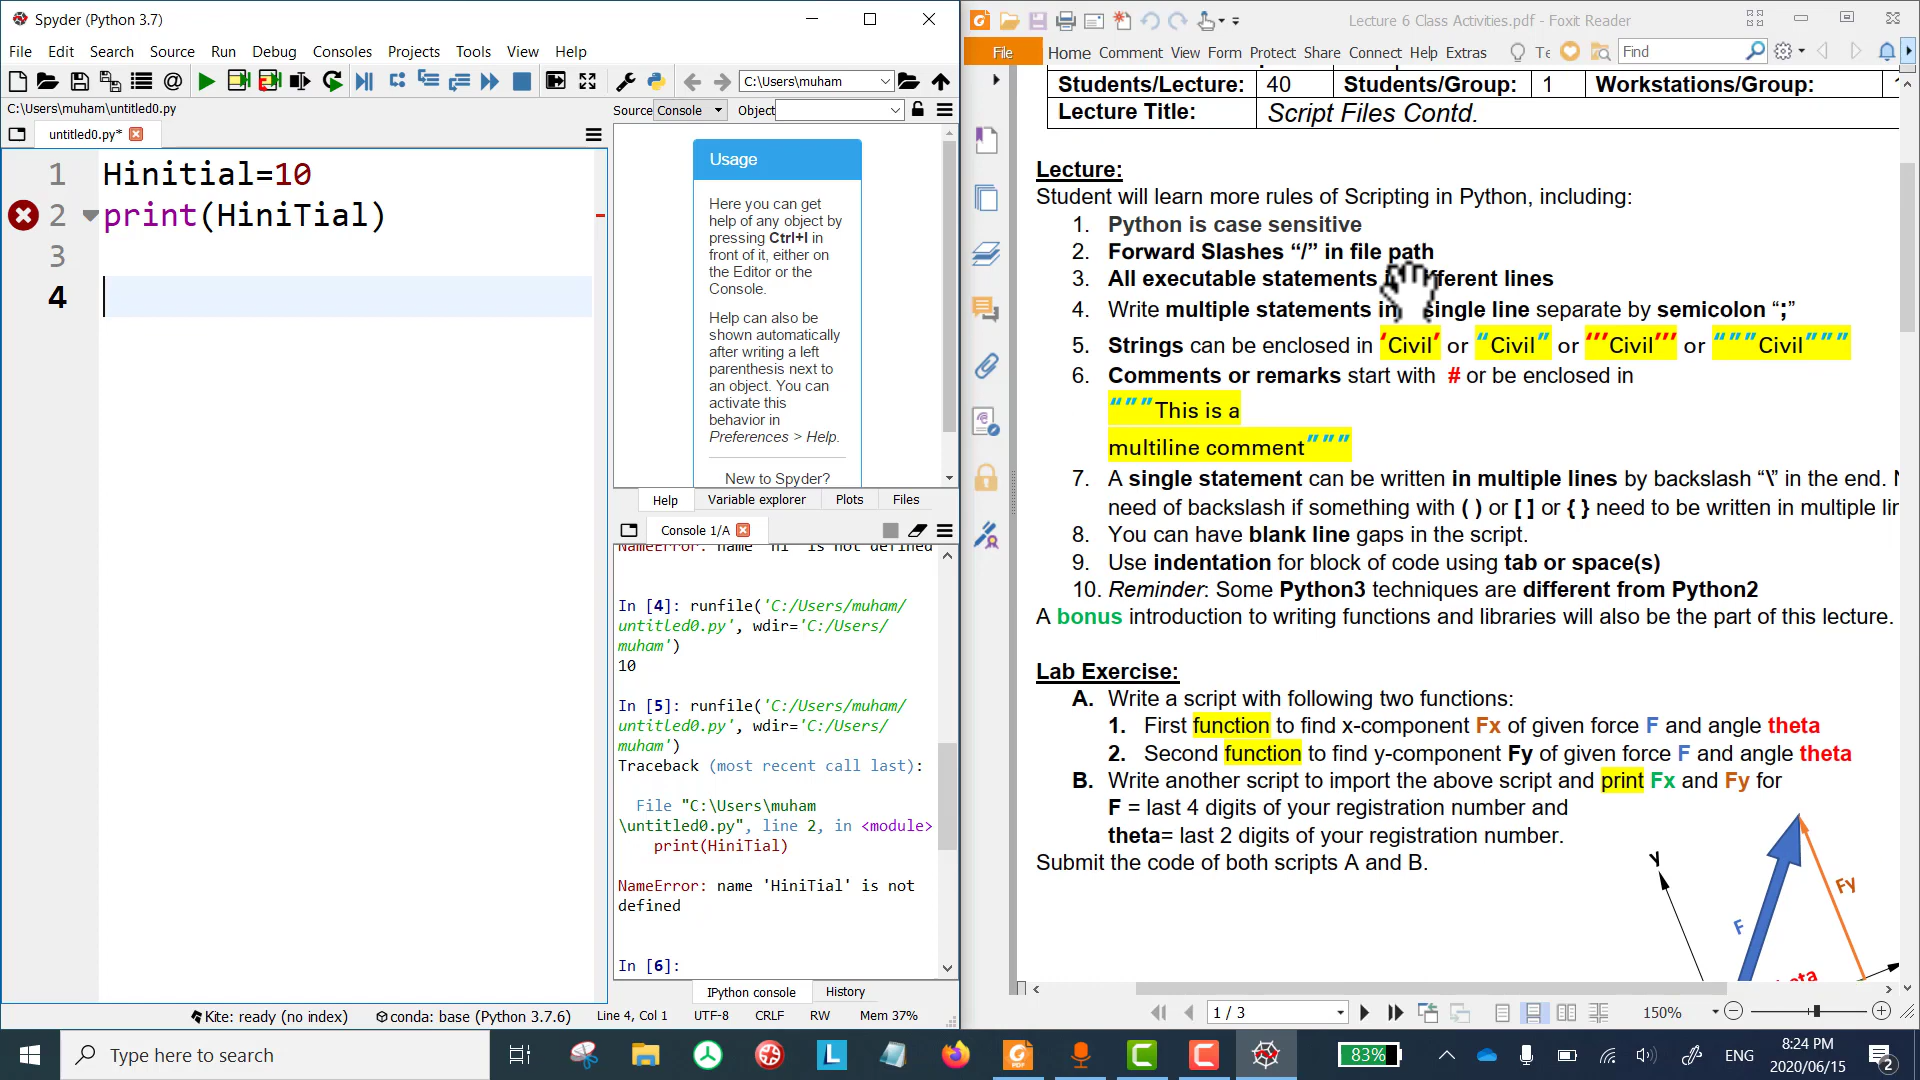 Spyder (Python 3.7)
File Edit Search Source Run Debug Consoles Projects Tools View Help
C:\Users\muham
C:\Users\muham\untitled0.py
untitled0.py*
1 Hinitial=10
2 print(HiniTial)
3
4
Source Console Object
Usage
Here you can get
help of any object by
pressing Ctrl+I in
front of it, either on
the Editor or the
Console.
Help can also be
shown automatically
after writing a left
parenthesis next to
an object. You can
activate this
behavior in
Preferences > Help.
New to Spyder?
Help Variable explorer Plots Files
Console 1/A
NameError: name 'hi' is not defined
In [4]: runfile('C:/Users/muham/
untitled0.py', wdir='C:/Users/
muham')
10
In [5]: runfile('C:/Users/muham/
untitled0.py', wdir='C:/Users/
muham')
Traceback (most recent call last):
File "C:\Users\muham
\untitled0.py", line 2, in <module>
print(HiniTial)
NameError: name 'HiniTial' is not
defined
In [6]:
IPython console History
Kite: ready (no index) conda: base (Python 3.7.6) Line 4, Col 1 UTF-8 CRLF RW Mem 37%
Lecture 6 Class Activities.pdf - Foxit Reader
File Home Comment View Form Protect Share Connect Help Extras Te Find
Students/Lecture: 40 Students/Group: 1 Workstations/Group:
Lecture Title: Script Files Contd.
Lecture:
Student will learn more rules of Scripting in Python, including:
1. Python is case sensitive
2. Forward Slashes “/” in file path
3. All executable statements fferent lines
4. Write multiple statements in single line separate by semicolon “;”
5. Strings can be enclosed in ‘Civil’ or “Civil” or ‘’’Civil’’’ or “””Civil”””
6. Comments or remarks start with # or be enclosed in
“””This is a
multiline comment”””
7. A single statement can be written in multiple lines by backslash “\” in the end. N
need of backslash if something with ( ) or [ ] or { } need to be written in multiple lin
8. You can have blank line gaps in the script.
9. Use indentation for block of code using tab or space(s)
10. Reminder: Some Python3 techniques are different from Python2
A bonus introduction to writing functions and libraries will also be the part of this lecture.
Lab Exercise:
A. Write a script with following two functions:
1. First function to find x-component Fx of given force F and angle theta
2. Second function to find y-component Fy of given force F and angle theta
B. Write another script to import the above script and print Fx and Fy for
F = last 4 digits of your registration number and
theta= last 2 digits of your registration number.
Submit the code of both scripts A and B.
y
Fy
F
theta
1 / 3
150%
Type here to search
83%
ENG
8:24 PM
2020/06/15
2